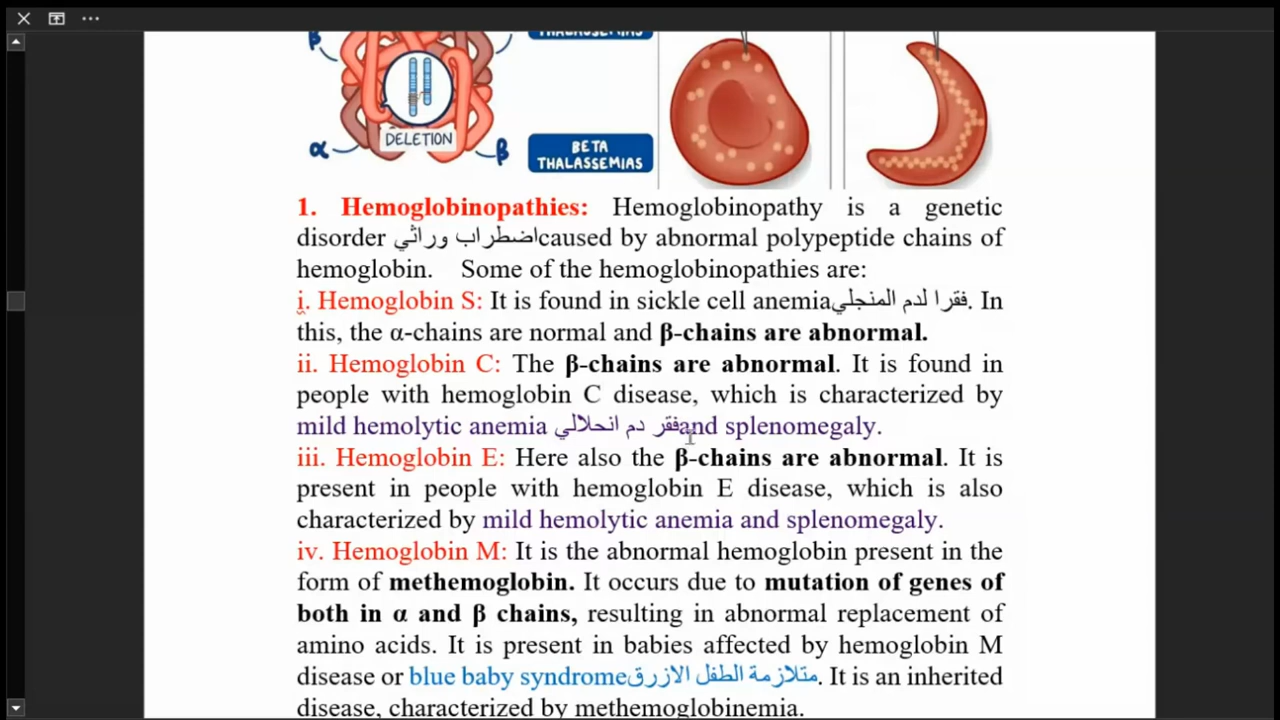 β
THALASSEMIAS
DELETION
α
β
BETA
THALASSEMIAS
1. Hemoglobinopathies: Hemoglobinopathy is a genetic
disorder اضطراب وراثي caused by abnormal polypeptide chains of
hemoglobin. Some of the hemoglobinopathies are:
i. Hemoglobin S: It is found in sickle cell anemia فقرا لدم المنجلي. In
this, the α-chains are normal and β-chains are abnormal.
ii. Hemoglobin C: The β-chains are abnormal. It is found in
people with hemoglobin C disease, which is characterized by
mild hemolytic anemia فقر دم انحلالي and splenomegaly.
iii. Hemoglobin E: Here also the β-chains are abnormal. It is
present in people with hemoglobin E disease, which is also
characterized by mild hemolytic anemia and splenomegaly.
iv. Hemoglobin M: It is the abnormal hemoglobin present in the
form of methemoglobin. It occurs due to mutation of genes of
both in α and β chains, resulting in abnormal replacement of
amino acids. It is present in babies affected by hemoglobin M
disease or blue baby syndrome متلازمة الطفل الازرق. It is an inherited
disease, characterized by methemoglobinemia.